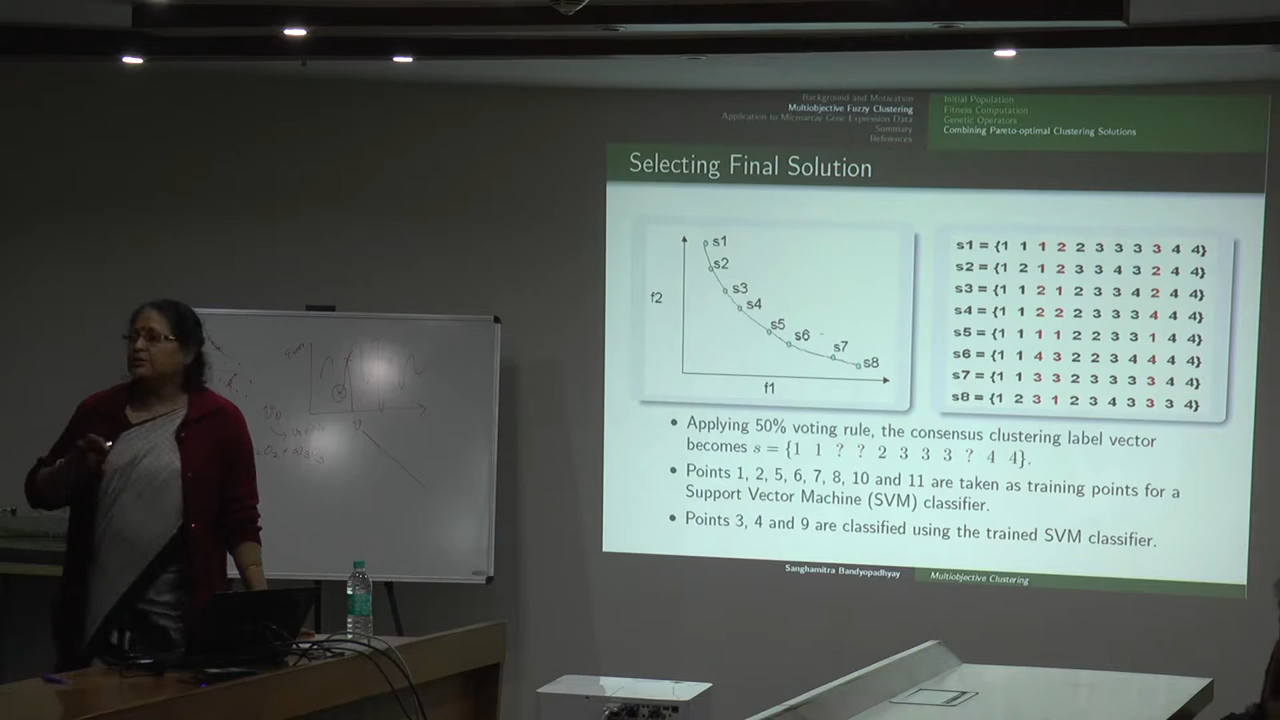 Background and Motivation
Multiobjective Fuzzy Clustering
Application to Microarray Gene Expression Data
Summary
References
Initial Population
Fitness Computation
Genetic Operators
Combining Pareto-optimal Clustering Solutions
Selecting Final Solution
f2
s1
s2
s3
s4
s5
s6
s7
s8
f1
s1 = {1 1 1 2 2 3 3 3 3 4 4}
s2 = {1 2 1 2 3 3 4 3 2 4 4}
s3 = {1 1 2 1 2 3 3 4 2 4 4}
s4 = {1 1 2 2 2 3 3 3 4 4 4}
s5 = {1 1 1 1 2 2 3 3 1 4 4}
s6 = {1 1 4 3 2 2 3 4 4 4 4}
s7 = {1 1 3 3 2 3 3 3 3 4 4}
s8 = {1 2 3 1 2 3 4 3 3 3 4}
• Applying 50% voting rule, the consensus clustering label vector
becomes s = {1 1 ? ? 2 3 3 3 ? 4 4}.
• Points 1, 2, 5, 6, 7, 8, 10 and 11 are taken as training points for a
Support Vector Machine (SVM) classifier.
• Points 3, 4 and 9 are classified using the trained SVM classifier.
Sanghamitra Bandyopadhyay
Multiobjective Clustering